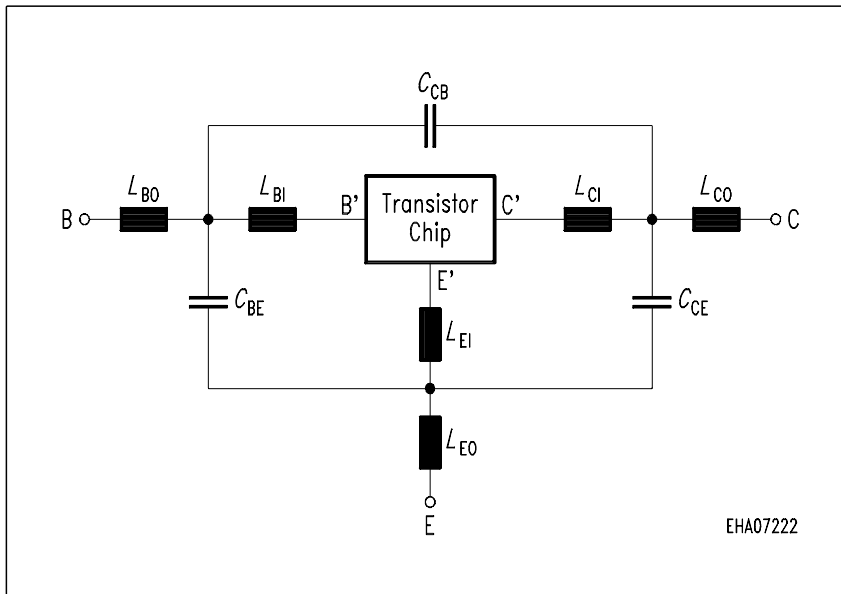 C_CB
L_BO L_BI B' Transistor C' L_CI L_CO
B Chip C
E'
C_BE C_CE
L_EI
L_EO
E
EHA07222